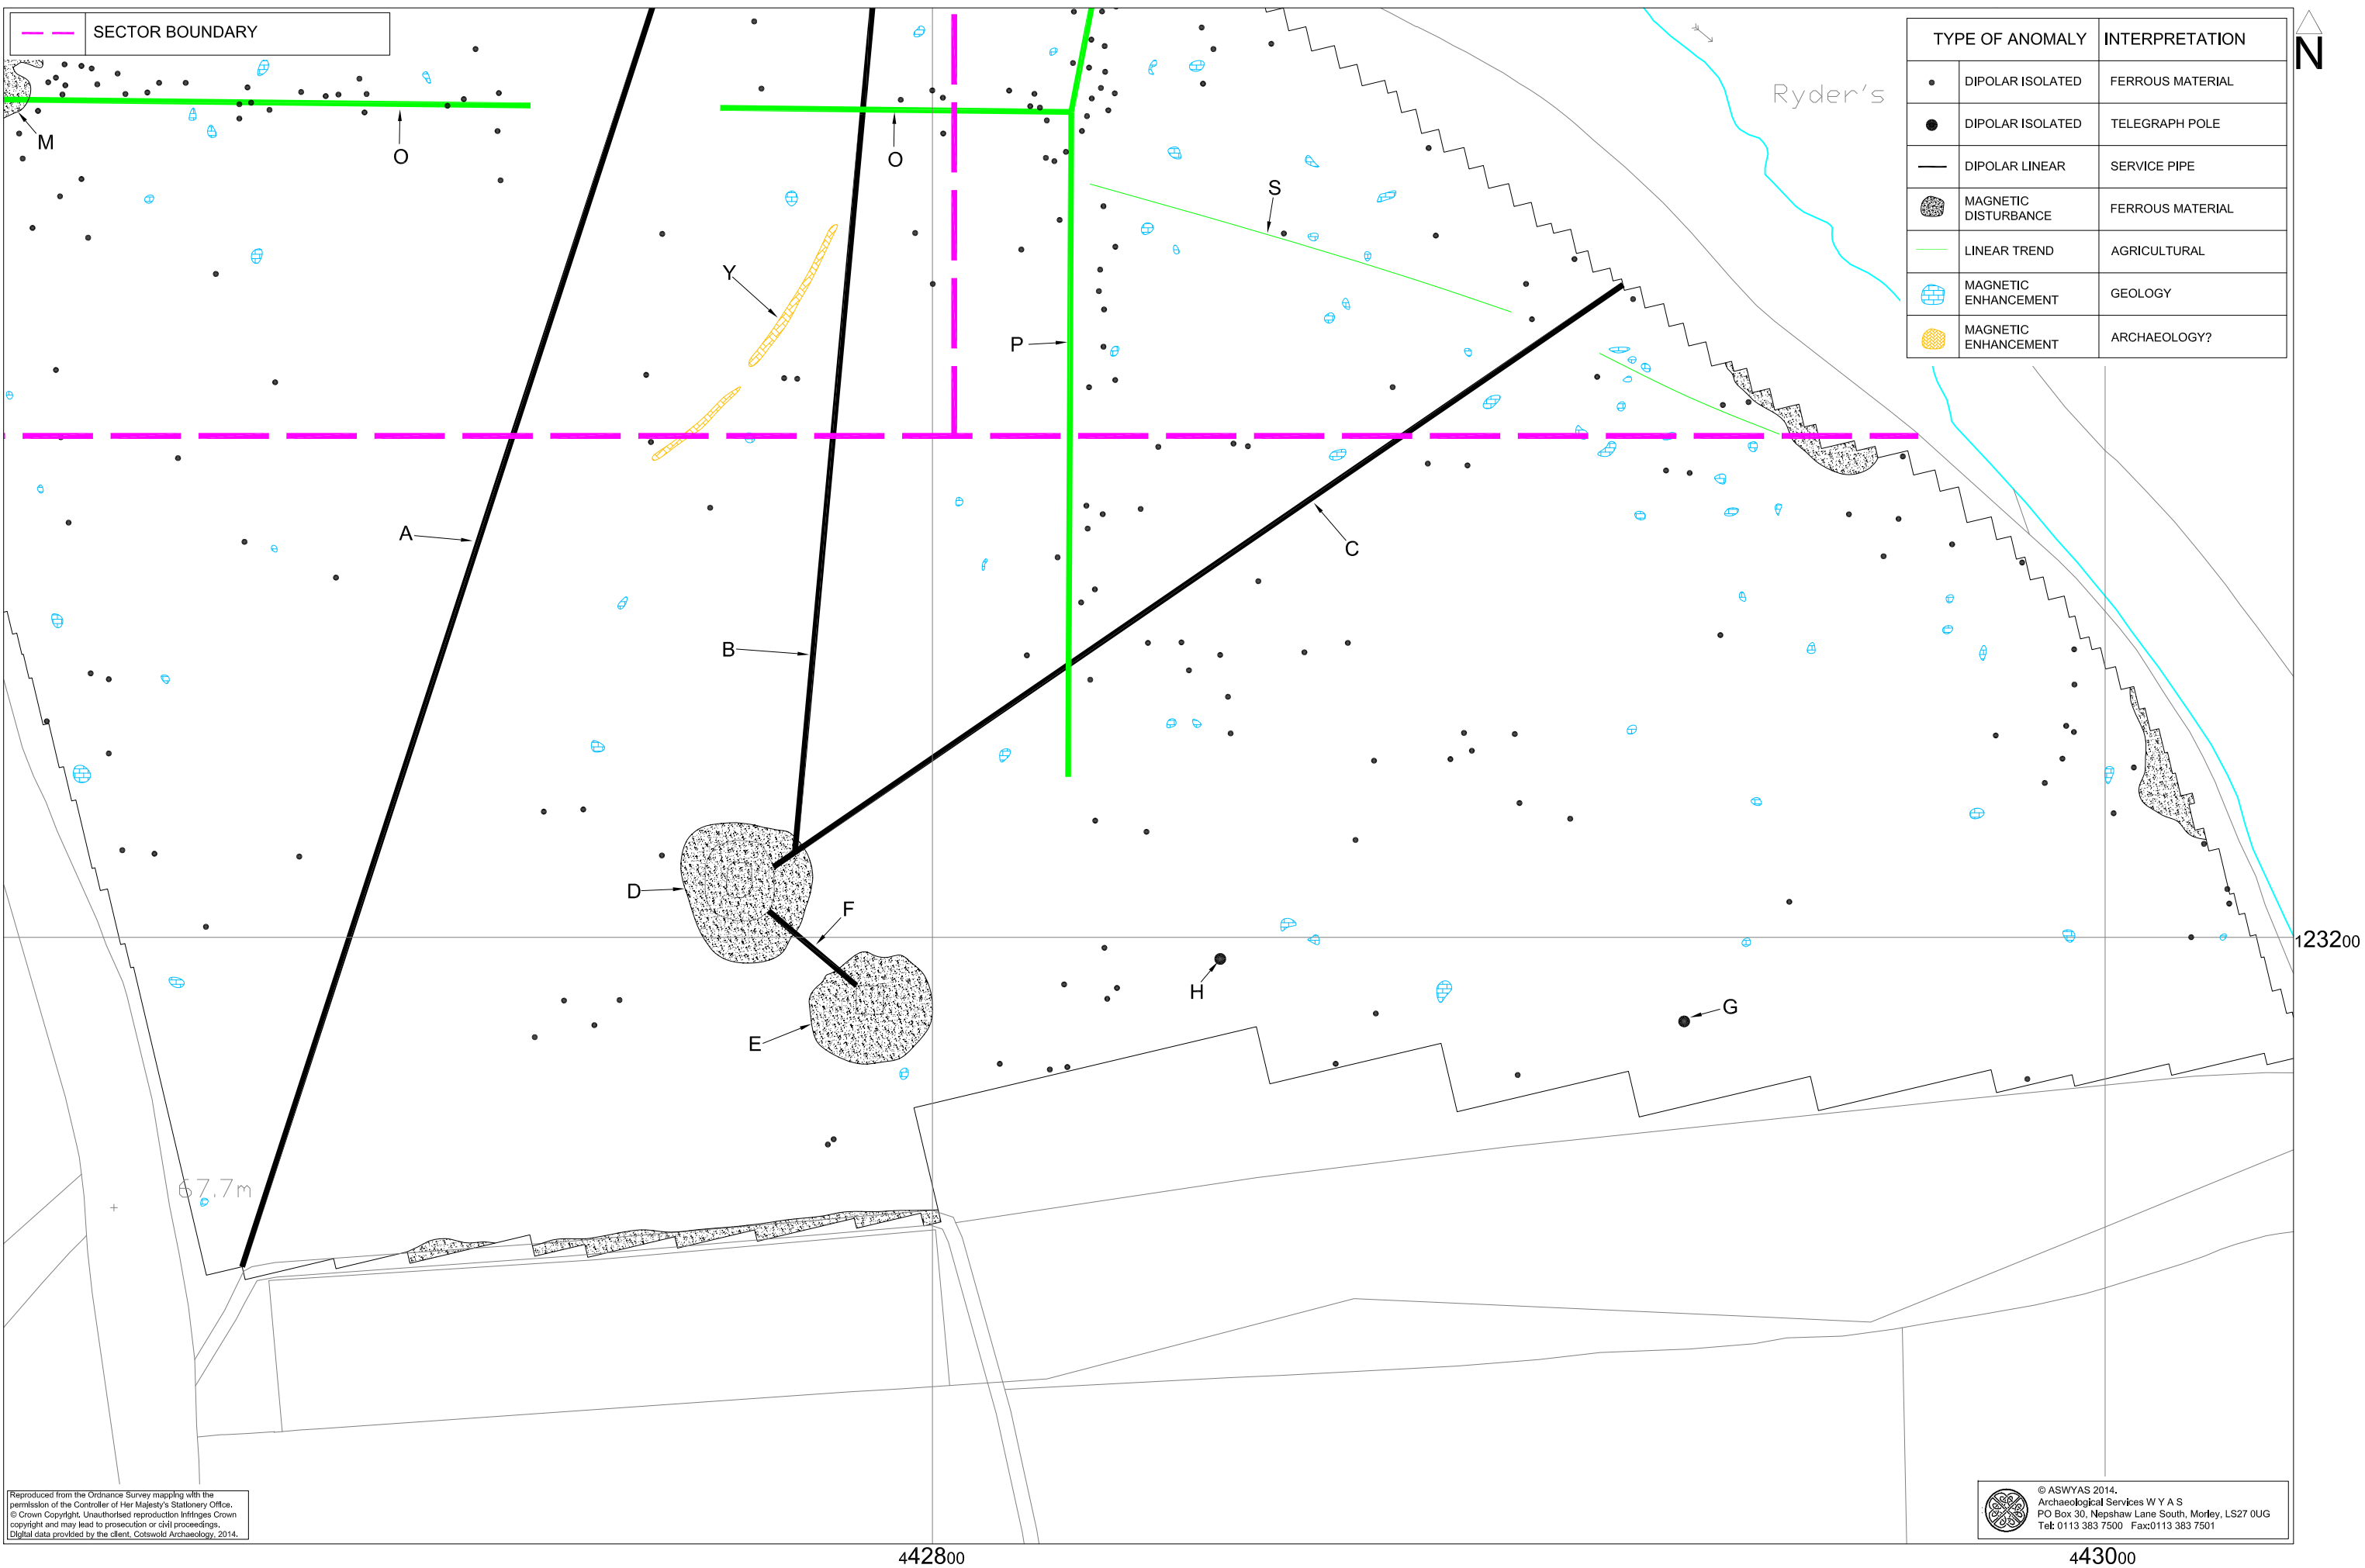 SECTOR BOUNDARY
N
TYPE OF ANOMALY INTERPRETATION
DIPOLAR ISOLATED FERROUS MATERIAL
DIPOLAR ISOLATED TELEGRAPH POLE
DIPOLAR LINEAR SERVICE PIPE
MAGNETIC
DISTURBANCE
FERROUS MATERIAL
LINEAR TREND AGRICULTURAL
MAGNETIC
ENHANCEMENT
GEOLOGY
MAGNETIC
ENHANCEMENT
ARCHAEOLOGY?
Ryder's
M
O
O
S
Y
P
A
C
B
D
F
123200
H
G
E
67.7m
Reproduced from the Ordnance Survey mapping with the
permission of the Controller of Her Majesty's Stationery Office.
© Crown Copyright. Unauthorised reproduction infringes Crown
copyright and may lead to prosecution or civil proceedings.
Digital data provided by the client, Cotswold Archaeology, 2014.
© ASWYAS 2014.
Archaeological Services W Y A S
PO Box 30, Nepshaw Lane South, Morley, LS27 0UG
Tel: 0113 383 7500 Fax:0113 383 7501
442800
443000